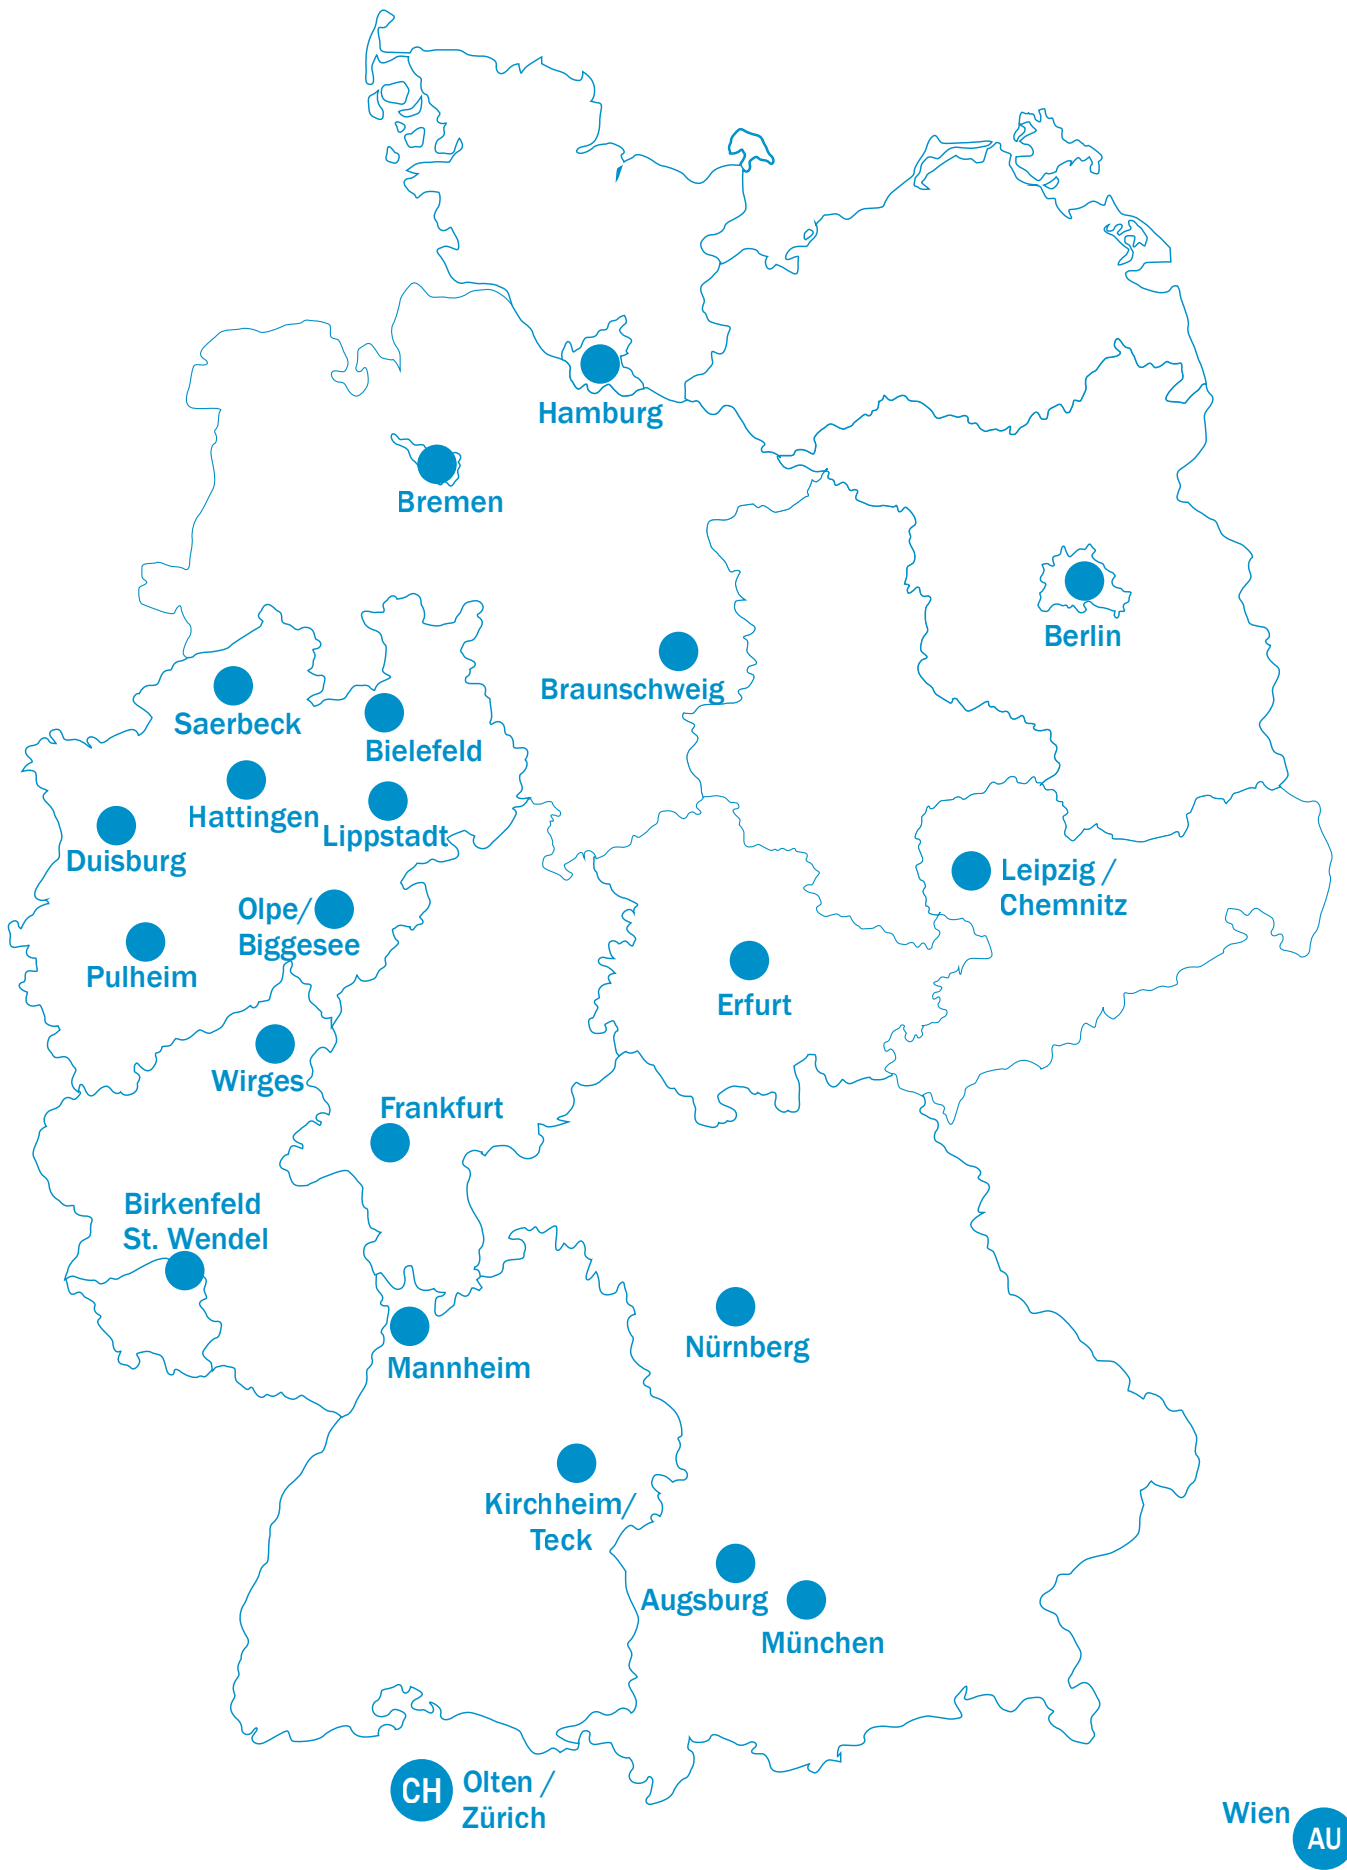 Hamburg
Bremen
Berlin
Braunschweig
Saerbeck
Bielefeld
Hattingen
Lippstadt
Duisburg
Leipzig /
Chemnitz
Olpe/
Biggesee
Pulheim
Erfurt
Wirges
Frankfurt
Birkenfeld
St. Wendel
Nürnberg
Mannheim
Kirchheim/
Teck
Augsburg
München
CH
Olten /
Zürich
Wien
AU